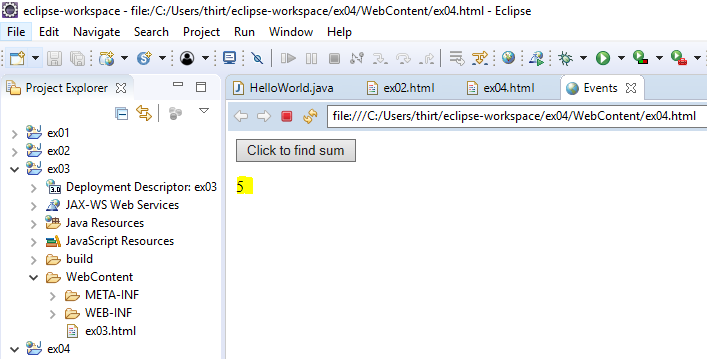 eclipse-workspace - file:/C:/Users/thirt/eclipse-workspace/ex04/WebContent/ex04.html - Eclipse
File Edit Navigate Search Project Run Window Help
Project Explorer
HelloWorld.java ex02.html ex04.html Events
file:///C:/Users/thirt/eclipse-workspace/ex04/WebContent/ex04.html
ex01
ex02
ex03
3.0 Deployment Descriptor: ex03
JAX-WS Web Services
Java Resources
JavaScript Resources
build
WebContent
META-INF
WEB-INF
ex03.html
ex04
Click to find sum
5